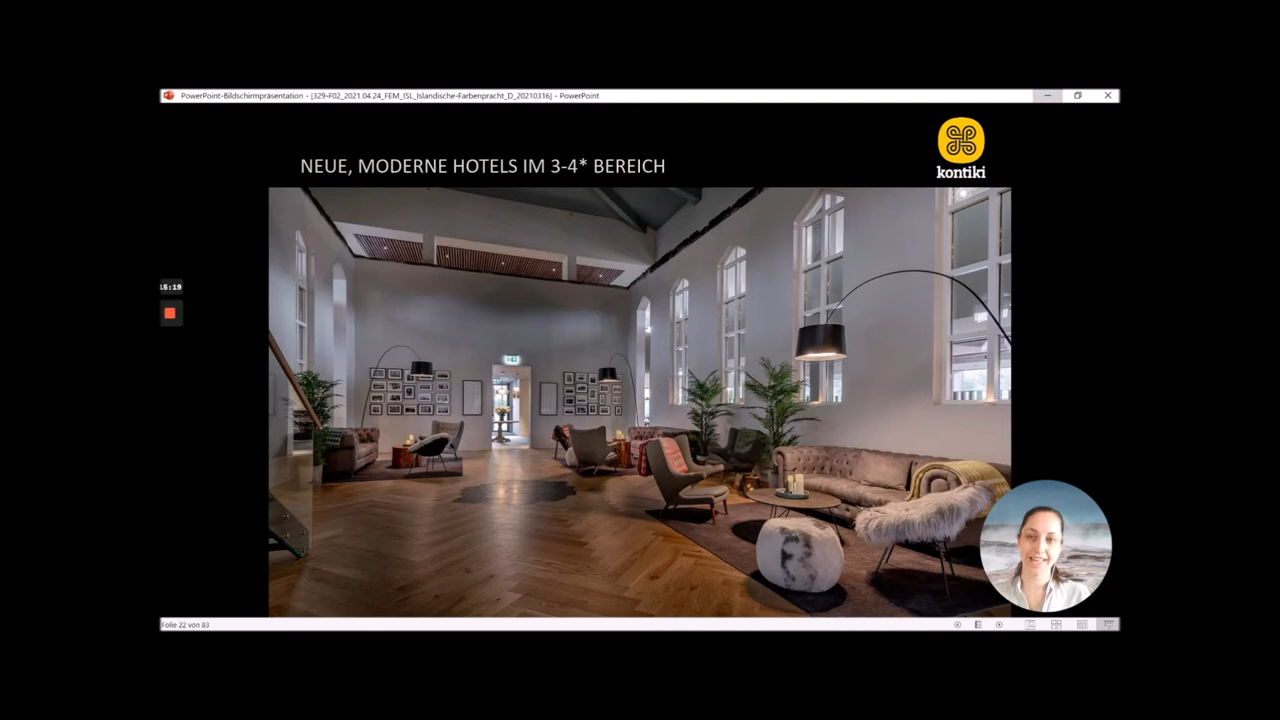 PowerPoint-Bildschirmpräsentation - [329-F02_2021.04.24_FEM_ISL_Islandische-Farbenpracht_D_20210316] - PowerPoint
NEUE, MODERNE HOTELS IM 3-4* BEREICH
kontiki
15:19
Folie 22 von 83